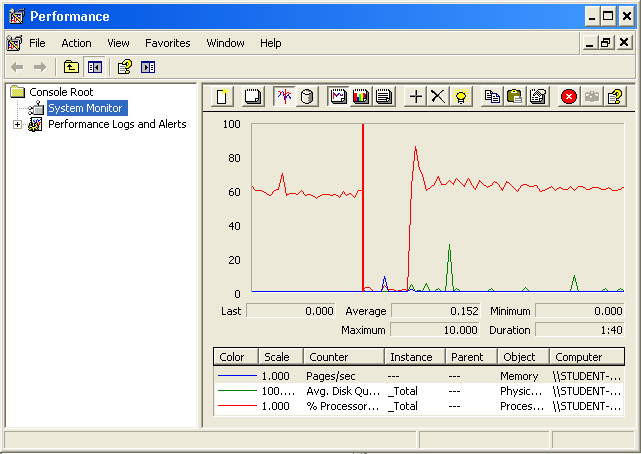 Performance
File Action View Favorites Window Help
Console Root
System Monitor
Performance Logs and Alerts
100
80
60
40
20
0
Last 0.000 Average 0.152 Minimum 0.000
Maximum 10.000 Duration 1:40
Color Scale Counter Instance Parent Object Computer
1.000 Pages/sec --- --- Memory \\STUDENT-...
100.... Avg. Disk Qu... _Total --- Physic... \\STUDENT-...
1.000 % Processor... _Total --- Proces... \\STUDENT-...